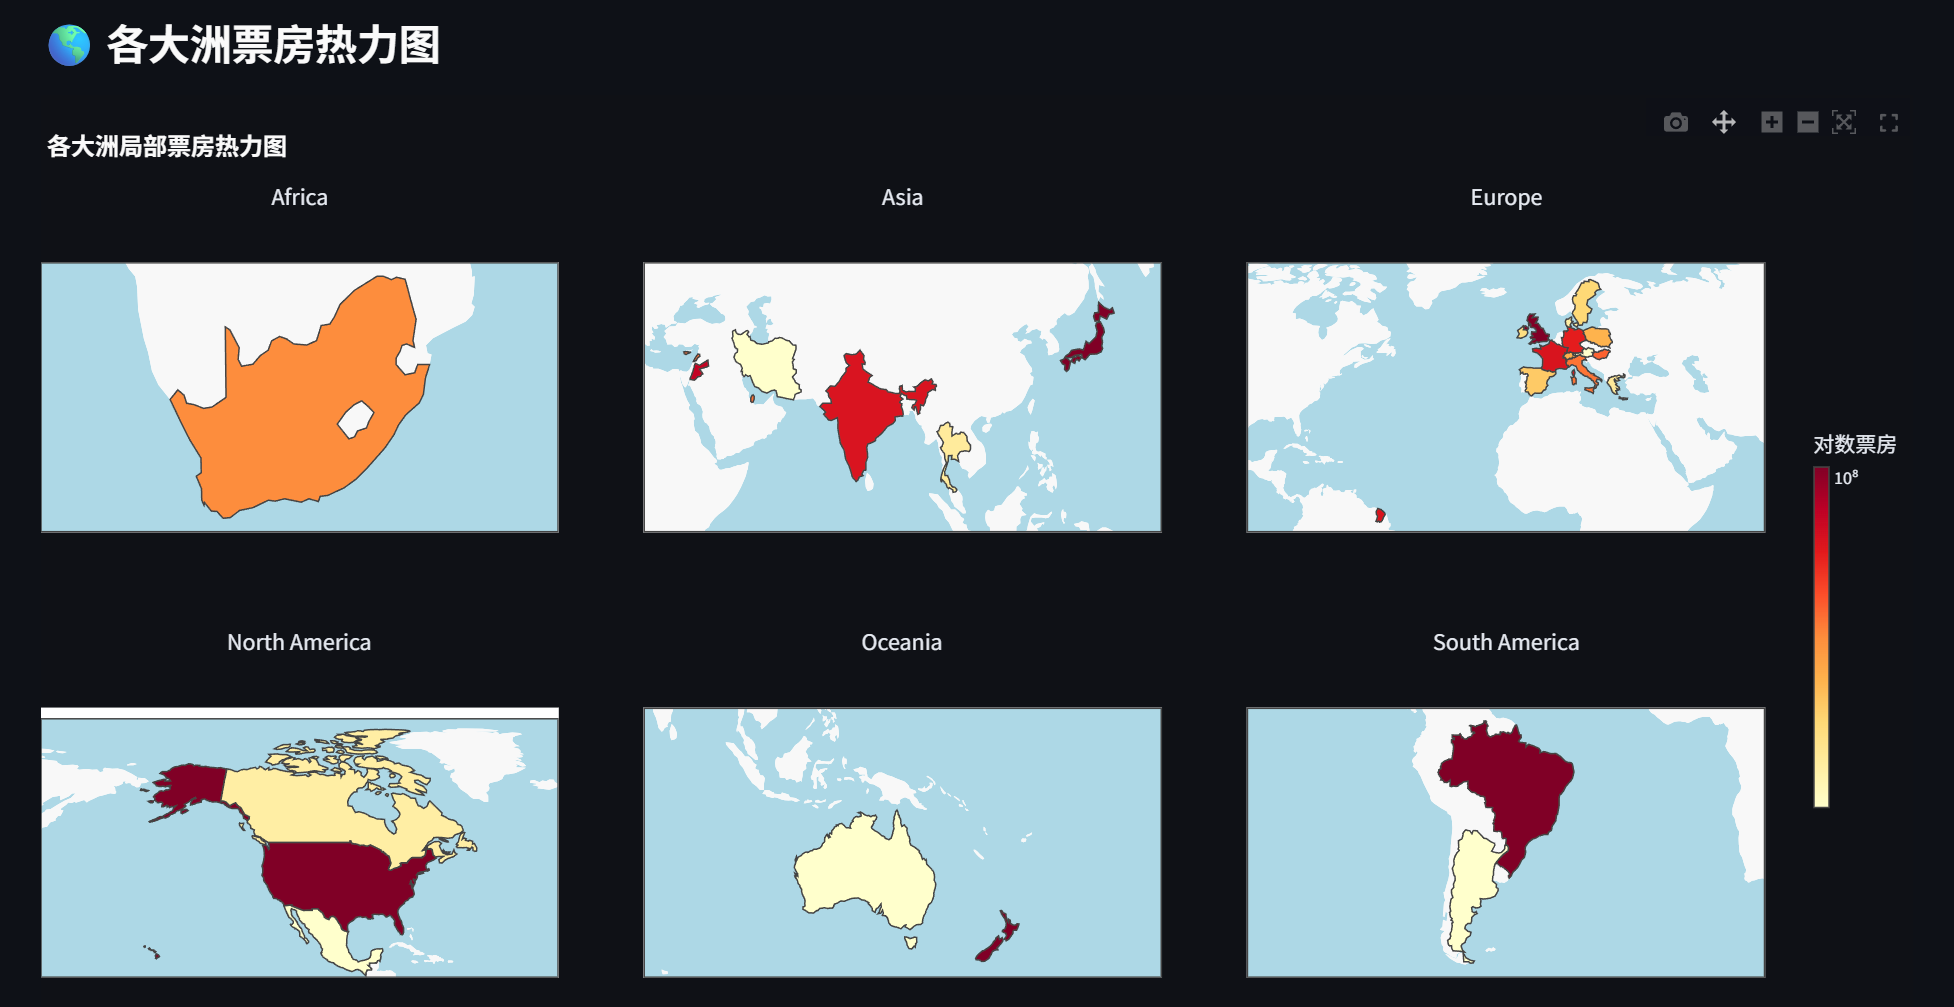 各大洲票房热力图
各大洲局部票房热力图
Africa
Asia
Europe
对数票房
10⁸
North America
Oceania
South America